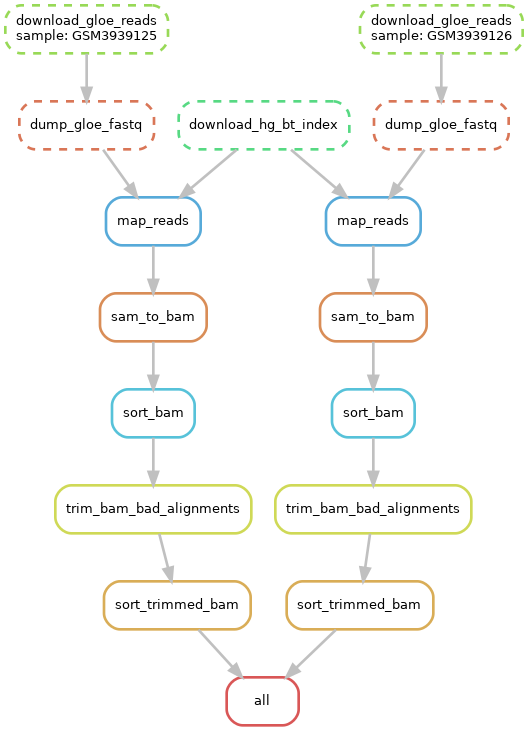 download_gloe_reads
sample: GSM3939125
download_gloe_reads
sample: GSM3939126
dump_gloe_fastq
download_hg_bt_index
dump_gloe_fastq
map_reads
map_reads
sam_to_bam
sam_to_bam
sort_bam
sort_bam
trim_bam_bad_alignments
trim_bam_bad_alignments
sort_trimmed_bam
sort_trimmed_bam
all